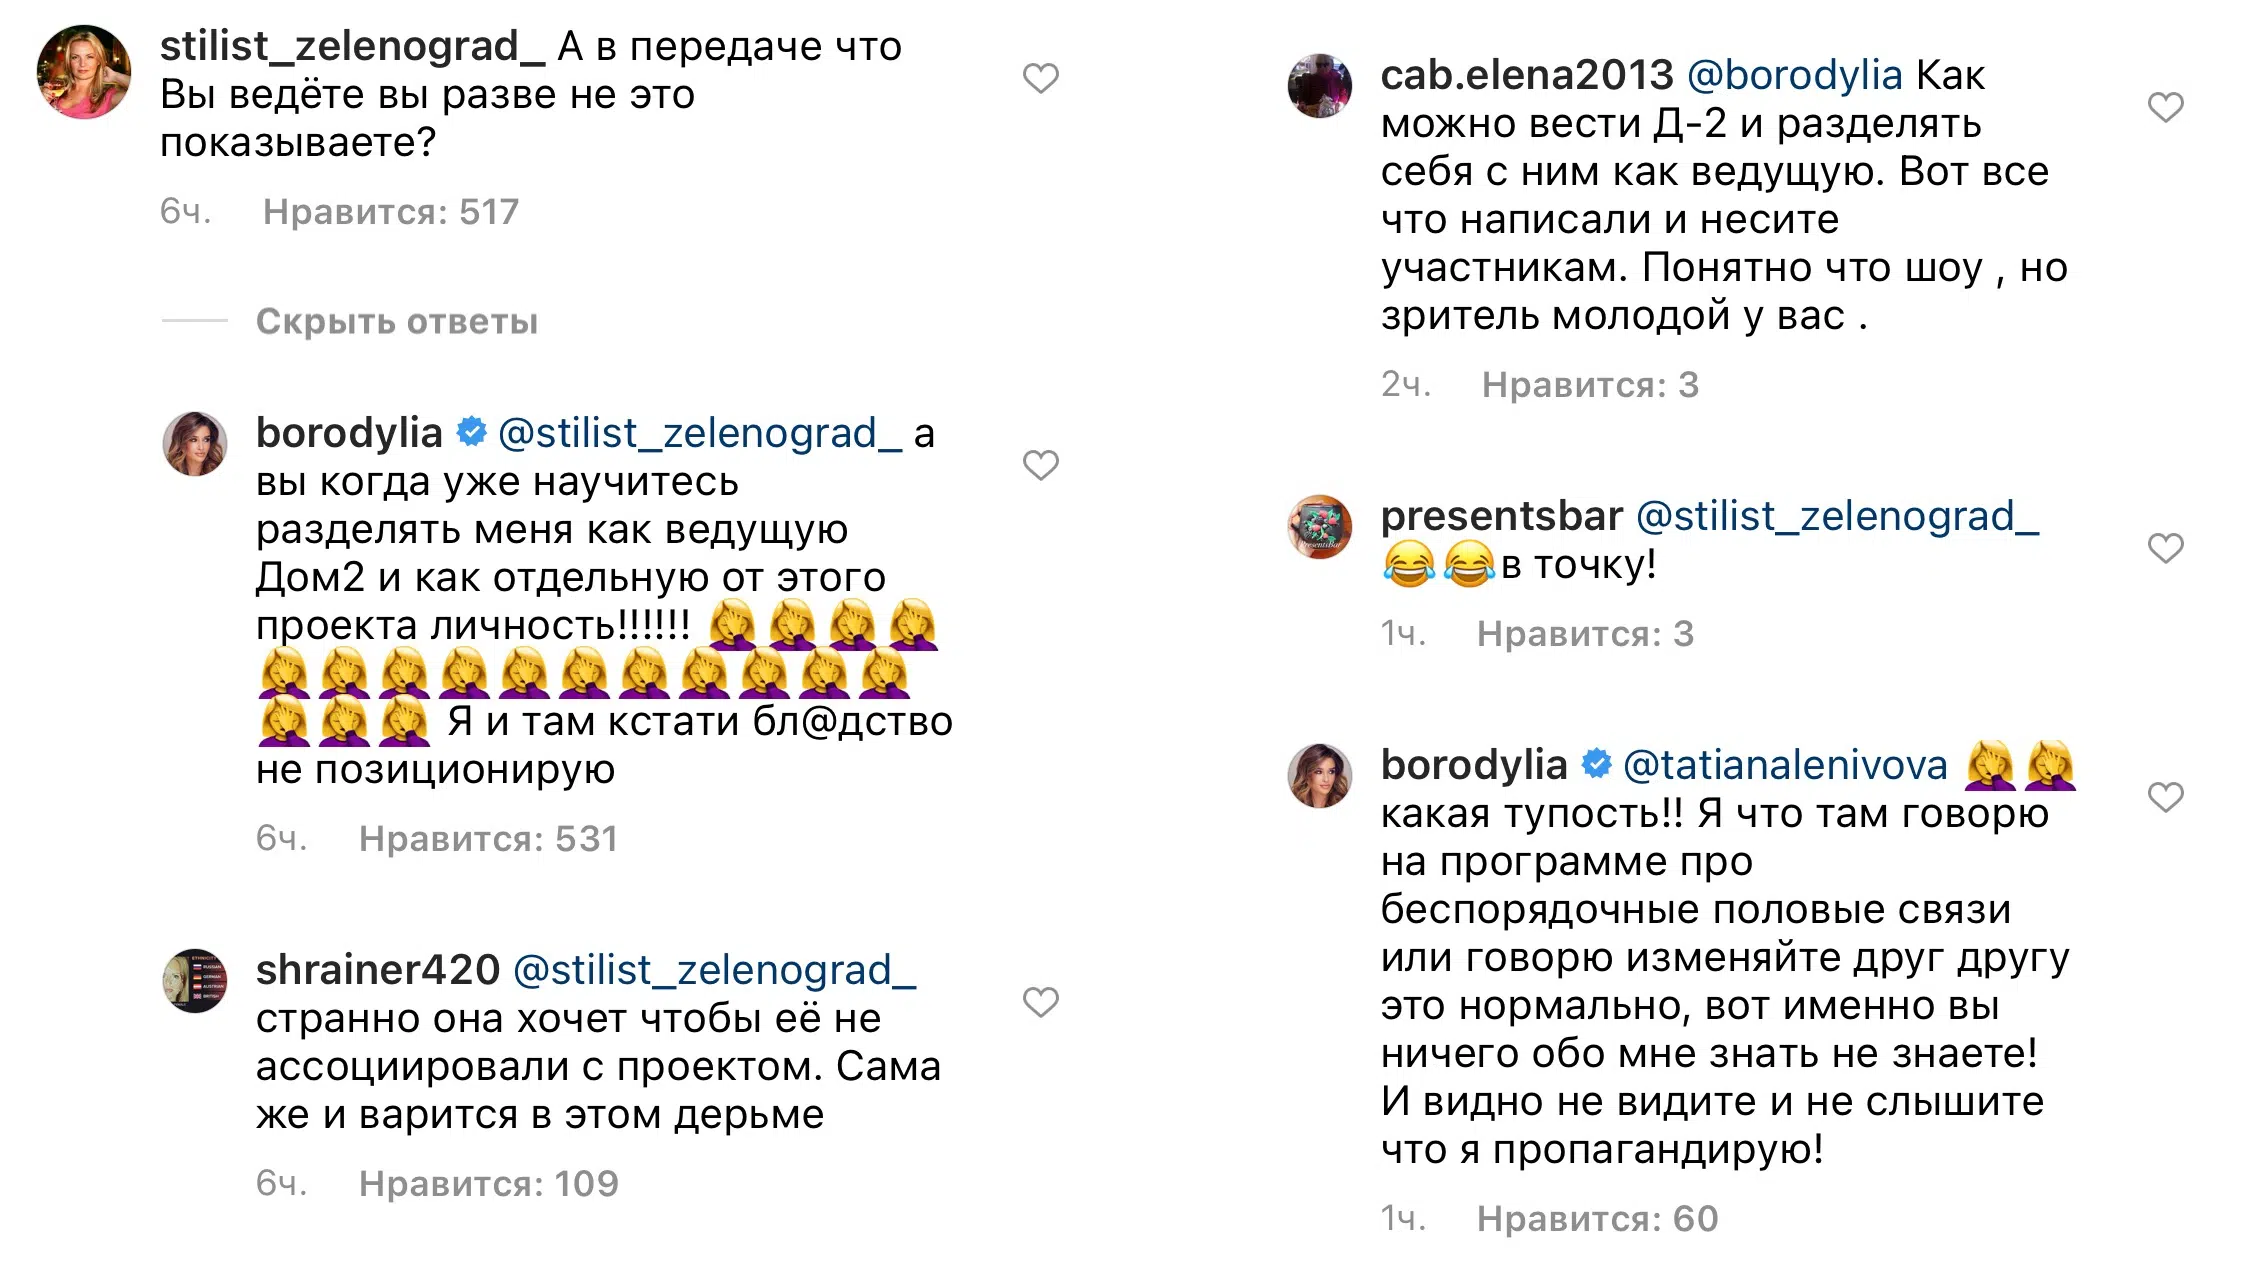 stilist_zelenograd_ А в передаче что
Вы ведёте вы разве не это
показываете?
6ч. Нравится: 517
Скрыть ответы
borodylia @stilist_zelenograd_ а
вы когда уже научитесь
разделять меня как ведущую
Дом2 и как отдельную от этого
проекта личность!!!!!! 🤦‍♀️🤦‍♀️🤦‍♀️🤦‍♀️
🤦‍♀️🤦‍♀️🤦‍♀️🤦‍♀️🤦‍♀️🤦‍♀️🤦‍♀️🤦‍♀️🤦‍♀️🤦‍♀️🤦‍♀️
🤦‍♀️🤦‍♀️🤦‍♀️ Я и там кстати бл@дство
не позиционирую
6ч. Нравится: 531
shrainer420 @stilist_zelenograd_
странно она хочет чтобы её не
ассоциировали с проектом. Сама
же и варится в этом дерьме
6ч. Нравится: 109
cab.elena2013 @borodylia Как
можно вести Д-2 и разделять
себя с ним как ведущую. Вот все
что написали и несите
участникам. Понятно что шоу , но
зритель молодой у вас .
2ч. Нравится: 3
presentsbar @stilist_zelenograd_
😂😂в точку!
1ч. Нравится: 3
borodylia @tatianalenivova 🤦‍♀️🤦‍♀️
какая тупость!! Я что там говорю
на программе про
беспорядочные половые связи
или говорю изменяйте друг другу
это нормально, вот именно вы
ничего обо мне знать не знаете!
И видно не видите и не слышите
что я пропагандирую!
1ч. Нравится: 60